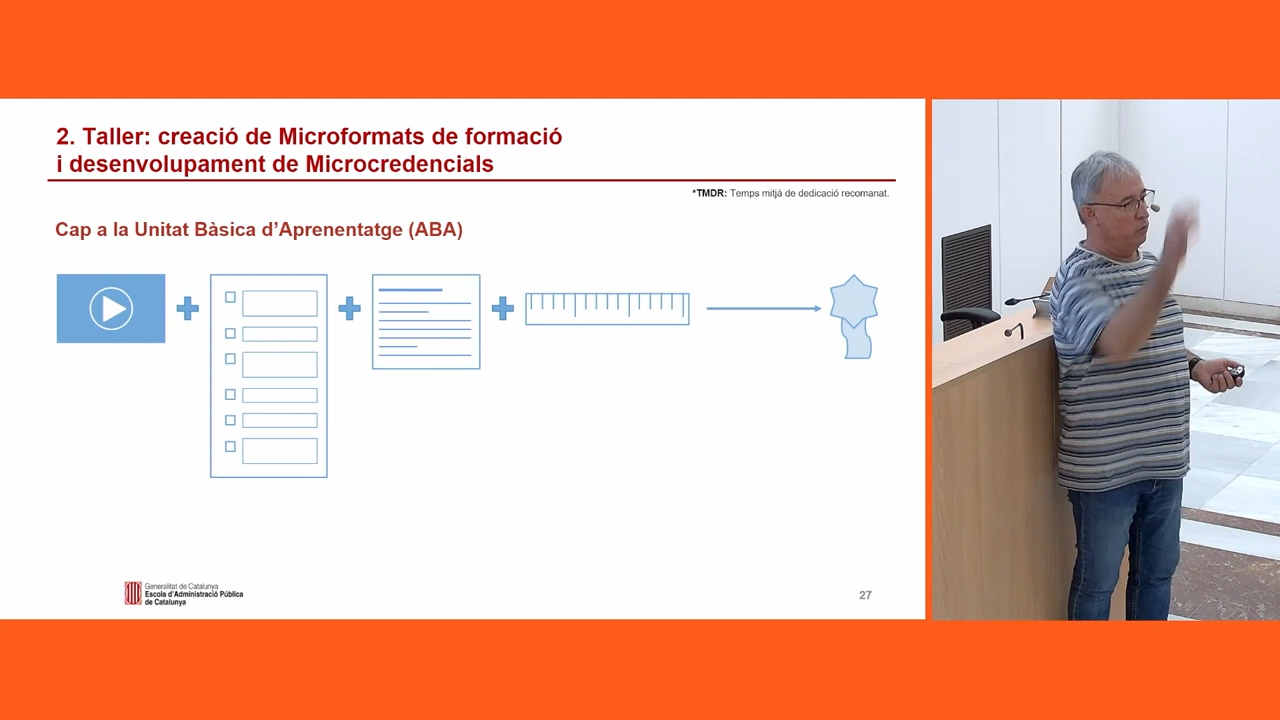 2. Taller: creació de Microformats de formació
i desenvolupament de Microcredencials
*TMDR: Temps mitjà de dedicació recomanat.
Cap a la Unitat Bàsica d'Aprenentatge (ABA)
Generalitat de Catalunya
Escola d'Administració Pública
de Catalunya
27